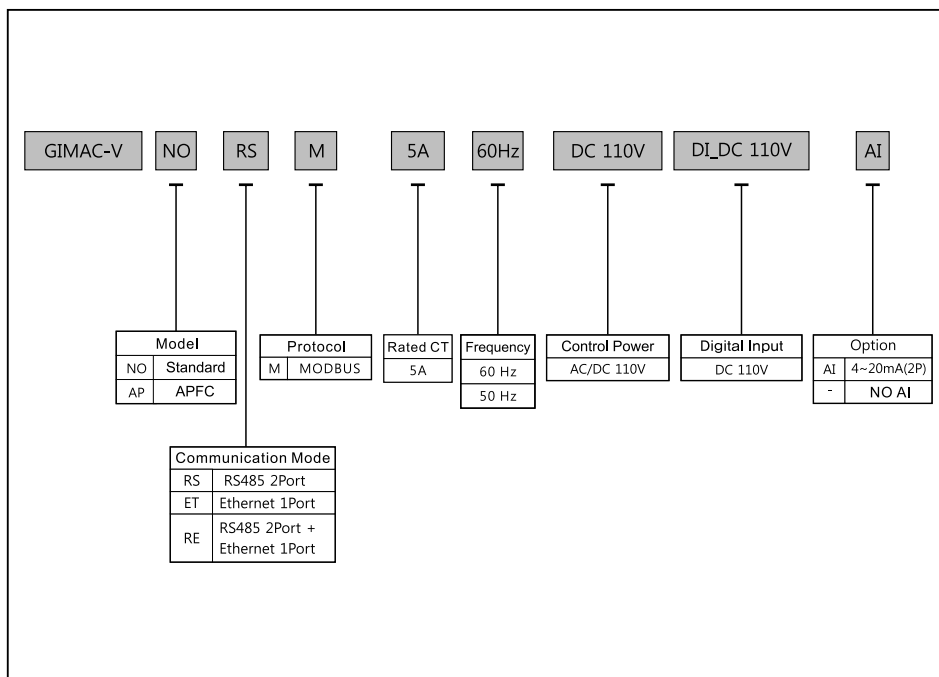 GIMAC-V NO RS M 5A 60Hz DC 110V DI_DC 110V AI
Model
NO Standard
AP APFC
Protocol
M MODBUS
Rated CT
5A
Frequency
60 Hz
50 Hz
Control Power
AC/DC 110V
Digital Input
DC 110V
Option
AI 4~20mA(2P)
- NO AI
Communication Mode
RS RS485 2Port
ET Ethernet 1Port
RE RS485 2Port +
Ethernet 1Port